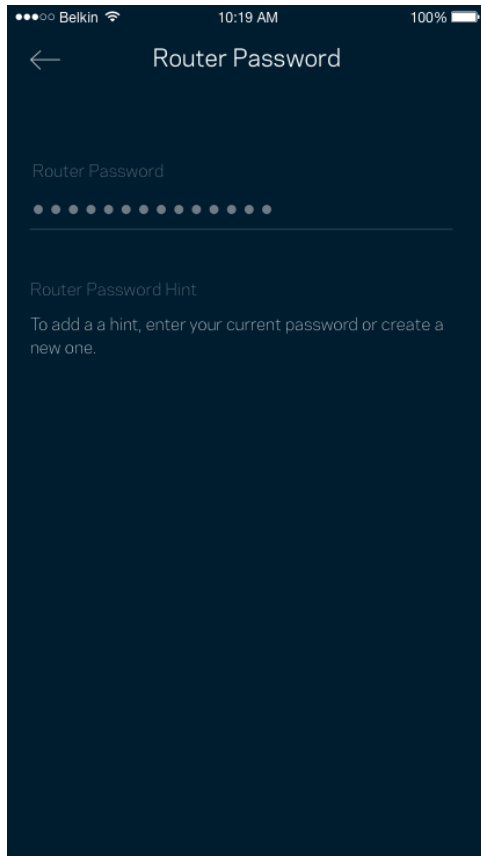 Belkin 10:19 AM 100%
Router Password
Router Password
●●●●●●●●●●●●●●
Router Password Hint
To add a a hint, enter your current password or create a
new one.